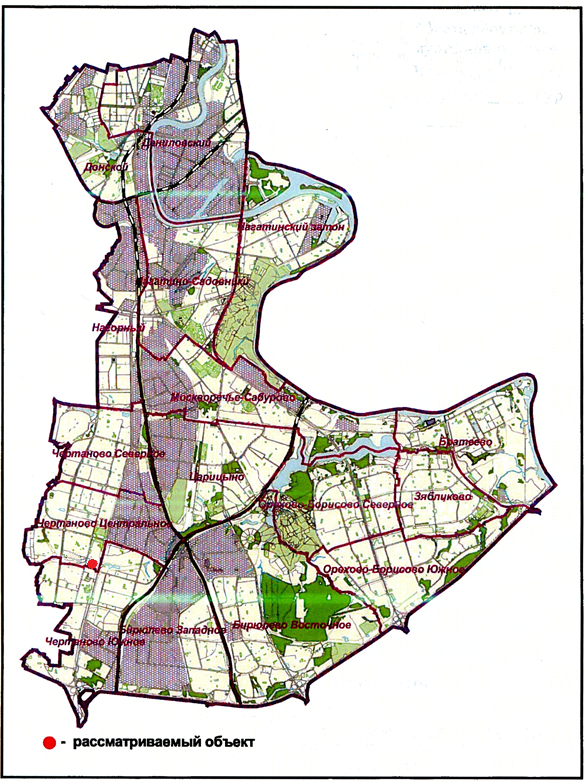 Даниловский
Донской
Нагатинский затон
Нагатино-Садовники
Нагорный
Москворечье-Сабурово
Братеево
Чертаново Северное
Царицыно
Зябликово
Орехово-Борисово Северное
Чертаново Центральное
Орехово-Борисово Южное
Бирюлево Восточное
Бирюлево Западное
Чертаново Южное
- рассматриваемый объект